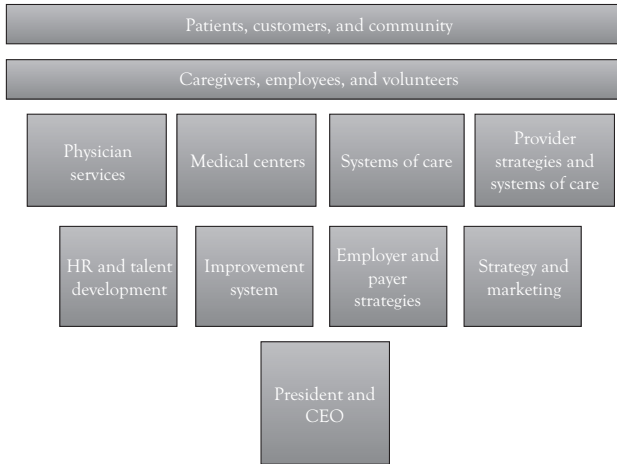 Patients, customers, and community
Caregivers, employees, and volunteers
Physician
services
Medical centers
Systems of care
Provider
strategies and
systems of care
HR and talent
development
Improvement
system
Employer and
payer
strategies
Strategy and
marketing
President and
CEO